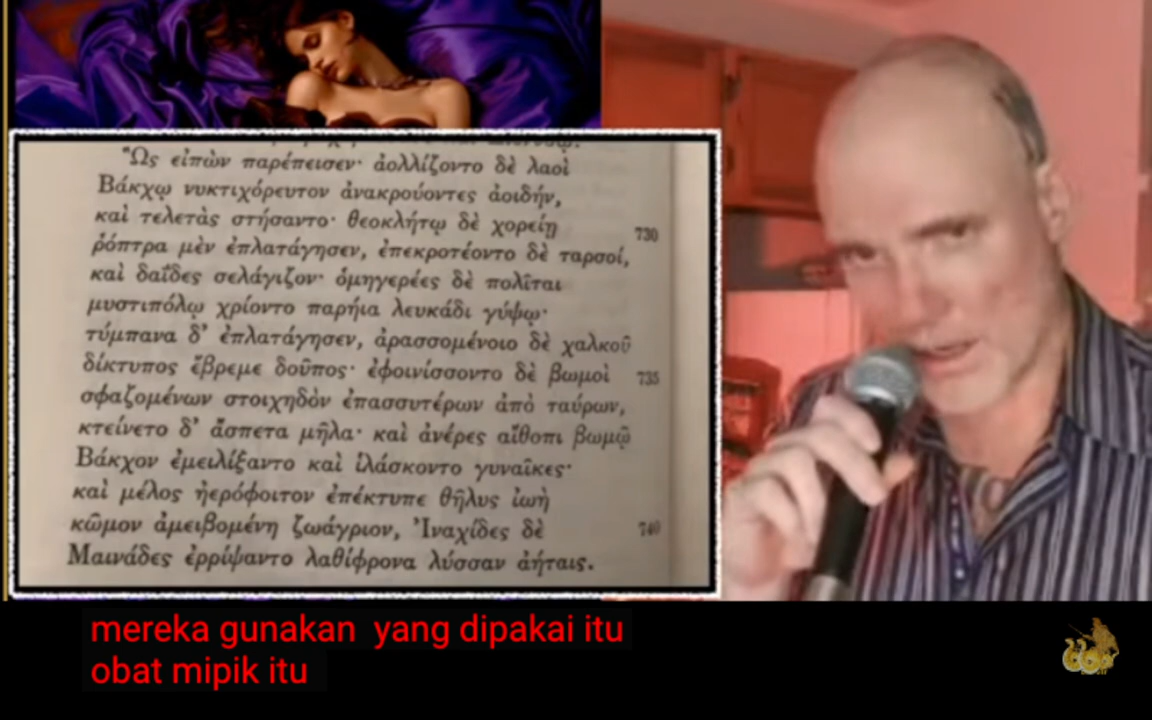 Ὣς εἰπὼν παρέπεισεν· ἀολλίζοντο δὲ λαοὶ
Βάκχῳ νυκτιχόρευτον ἀνακρούοντες ἀοιδήν,
καὶ τελετὰς στήσαντο· θεοκλήτῳ δὲ χορείῃ
730
ῥόπτρα μὲν ἐπλατάγησεν, ἐπεκροτέοντο δὲ ταρσοί,
καὶ δαΐδες σελάγιζον· ὁμηγερέες δὲ πολῖται
μυστιπόλῳ χρίοντο παρήια λευκάδι γύψῳ·
τύμπανα δ' ἐπλατάγησεν, ἀρασσομένοιο δὲ χαλκοῦ
δίκτυπος ἔβρεμε δοῦπος· ἐφοινίσσοντο δὲ βωμοὶ
735
σφαζομένων στοιχηδὸν ἐπασσυτέρων ἀπὸ ταύρων,
κτείνετο δ' ἄσπετα μῆλα· καὶ ἀνέρες αἴθοπι βωμῷ
Βάκχον ἐμειλίξαντο καὶ ἱλάσκοντο γυναῖκες·
καὶ μέλος ἠερόφοιτον ἐπέκτυπε θῆλυς ἰωὴ
κῶμον ἀμειβομένη ζωάγριον, Ἰναχίδες δὲ
740
Μαινάδες ἐρρίψαντο λαθίφρονα λύσσαν ἀήταις.
mereka gunakan yang dipakai itu
obat mipik itu